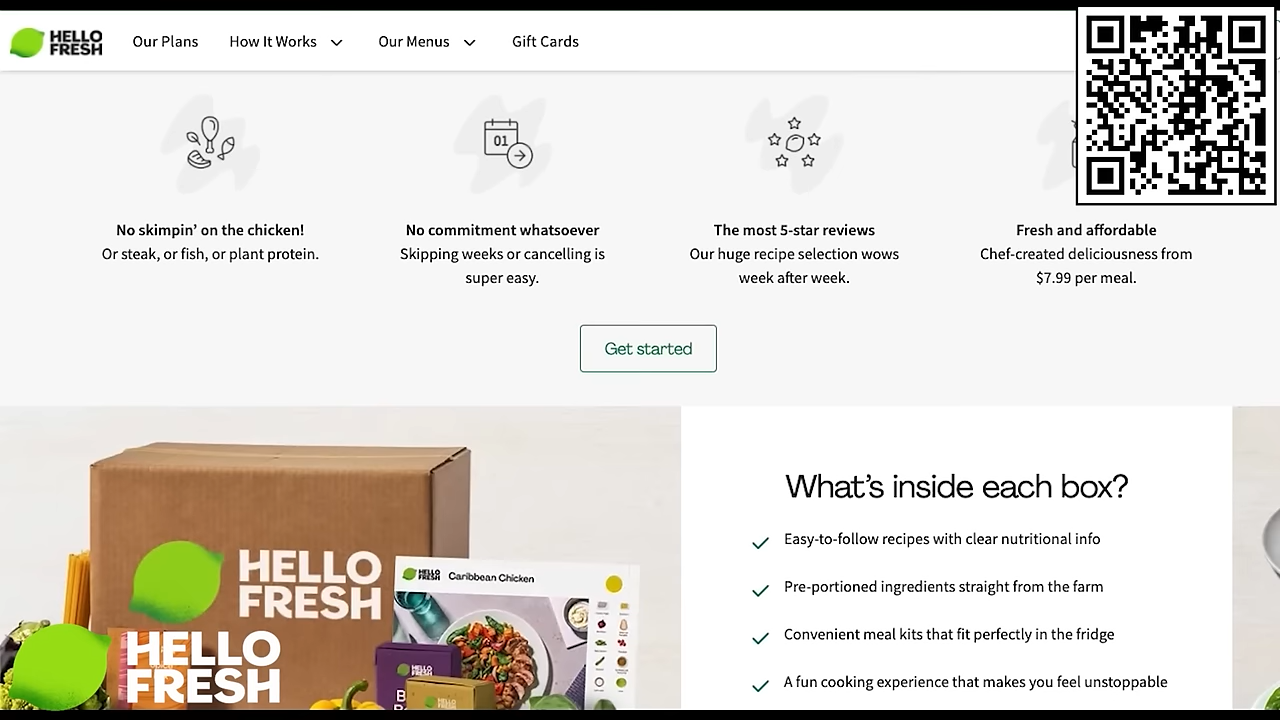 HELLO
FRESH
Our Plans
How It Works
Our Menus
Gift Cards
01
No skimpin’ on the chicken!
Or steak, or fish, or plant protein.
No commitment whatsoever
Skipping weeks or cancelling is
super easy.
The most 5-star reviews
Our huge recipe selection wows
week after week.
Fresh and affordable
Chef-created deliciousness from
$7.99 per meal.
Get started
What’s inside each box?
Easy-to-follow recipes with clear nutritional info
Pre-portioned ingredients straight from the farm
Convenient meal kits that fit perfectly in the fridge
A fun cooking experience that makes you feel unstoppable
HELLO
FRESH
HELLO
FRESH
Caribbean Chicken
HELLO
FRESH
HELLO
FRESH